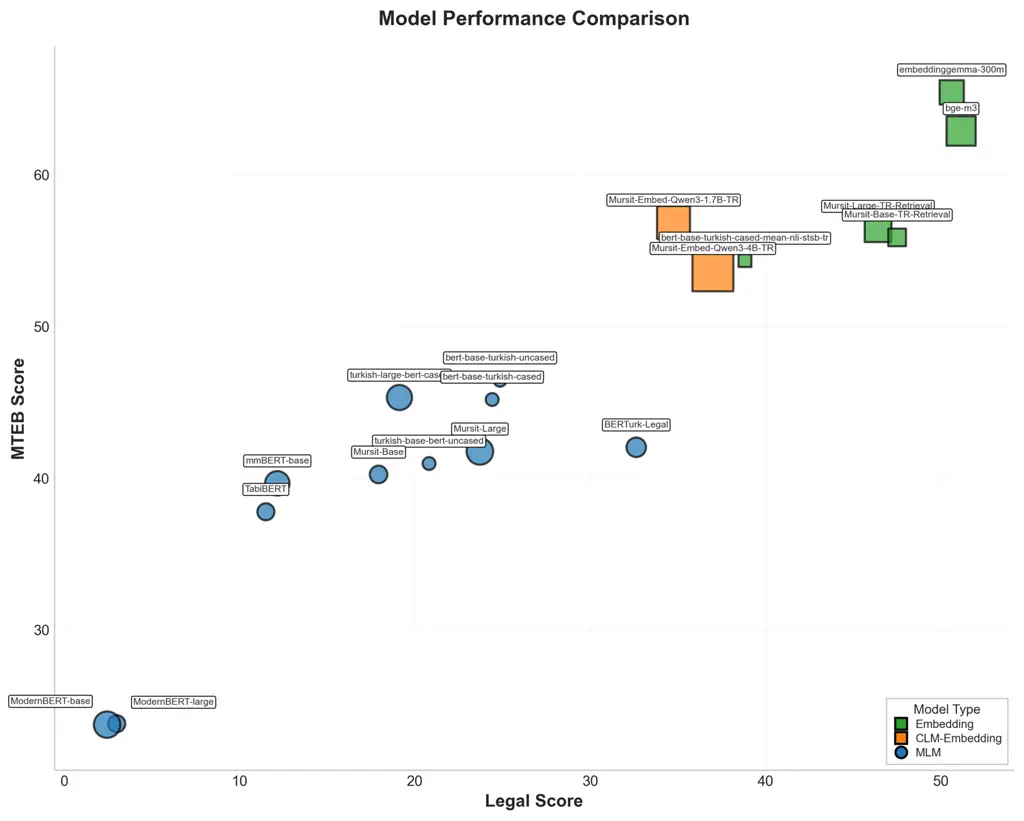 Model Performance Comparison
embeddinggemma-300m
bge-m3
60
Mursit-Embed-Qwen3-1.7B-TR
Mursit-Large-TR-Retrieval
Mursit-Base-TR-Retrieval
bert-base-turkish-cased-mean-nli-stsb-tr
Mursit-Embed-Qwen3-4B-TR
50
bert-base-turkish-uncased
turkish-large-bert-case
bert-base-turkish-cased
MTEB Score
Mursit-Large
BERTurk-Legal
turkish-base-bert-uncased
Mursit-Base
mmBERT-base
40
TabiBERT
30
ModernBERT-base
ModernBERT-large
Model Type
Embedding
CLM-Embedding
MLM
0 10 20 30 40 50
Legal Score